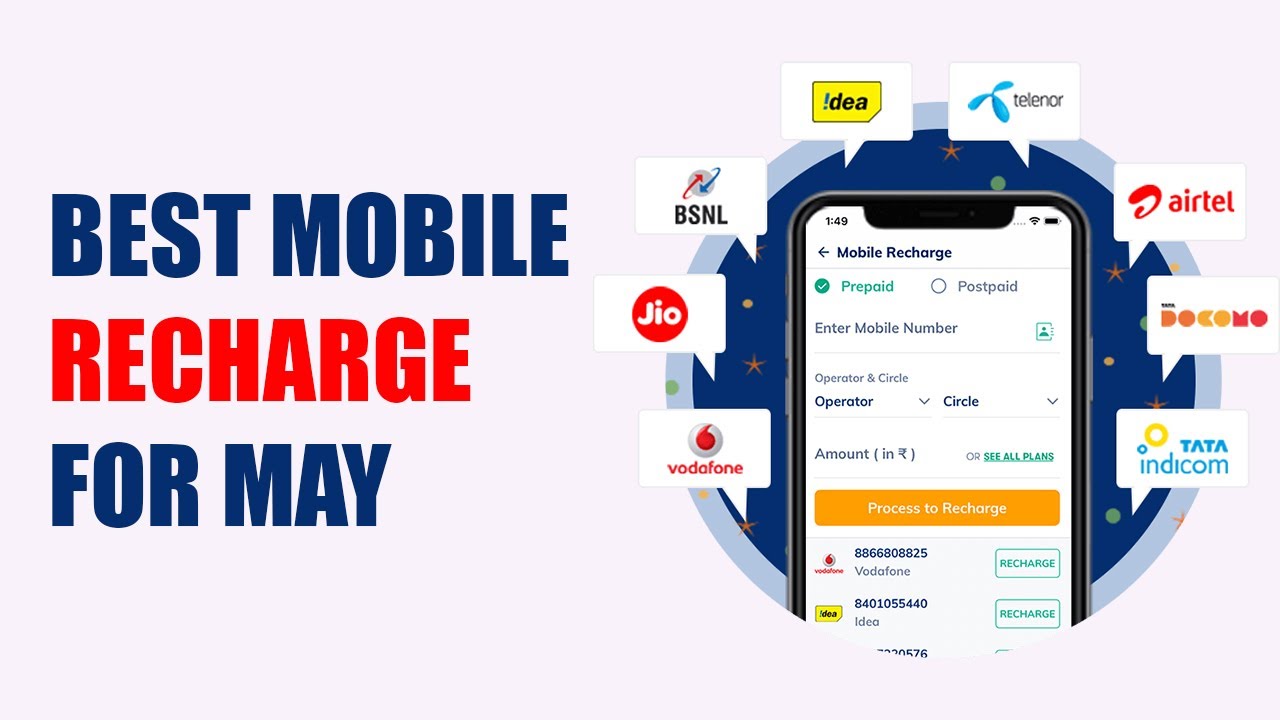 BEST MOBILE
RECHARGE
FOR MAY
!dea
telenor
BSNL
airtel
Jio
TATA
DOCOMO
vodafone
TATA
indicom
1:49
Mobile Recharge
Prepaid
Postpaid
Enter Mobile Number
Operator & Circle
Operator
Circle
Amount ( in ₹ )
OR SEE ALL PLANS
Process to Recharge
vodafone
8866808825
Vodafone
RECHARGE
!dea
8401055440
Idea
RECHARGE